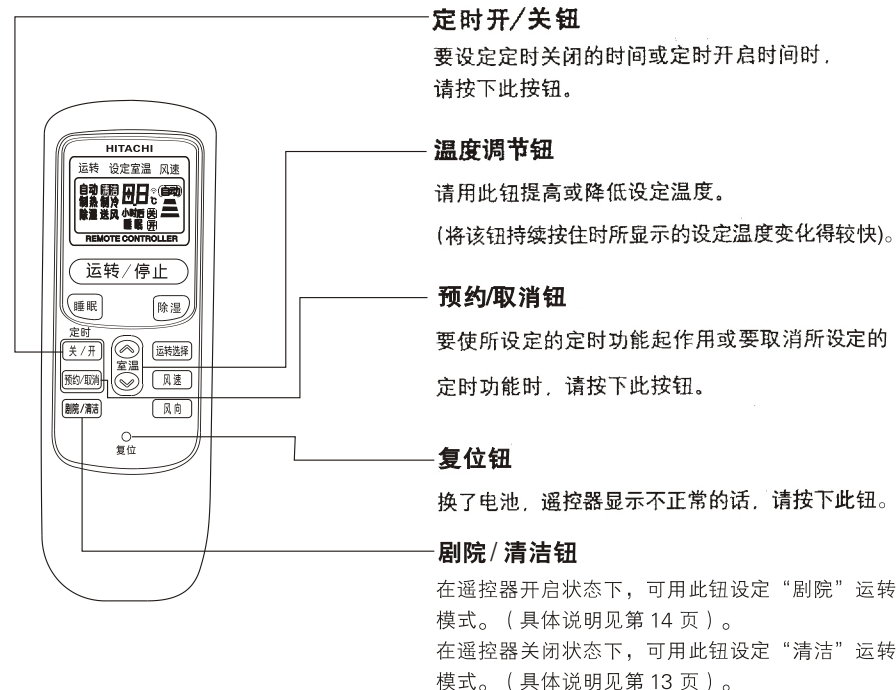 定时开/关钮
要设定定时关闭的时间或定时开启时间时，
请按下此按钮。
温度调节钮
请用此钮提高或降低设定温度。
(将该钮持续按住时所显示的设定温度变化得较快)。
预约/取消钮
要使所设定的定时功能起作用或要取消所设定的
定时功能时，请按下此按钮。
复位钮
换了电池，遥控器显示不正常的话，请按下此钮。
剧院/清洁钮
在遥控器开启状态下，可用此钮设定“剧院”运转
模式。（具体说明见第14页）。
在遥控器关闭状态下，可用此钮设定“清洁”运转
模式。（具体说明见第13页）。
HITACHI
运转 设定室温 风速
自动 清洁 ℃ 自动
制热 制冷
除湿 送风 小时后 关
睡眠 开
REMOTE CONTROLLER
运转/停止
睡眠 除湿
定时
关/开 室温 运转选择
预约/取消 风速
剧院/清洁 风向
复位